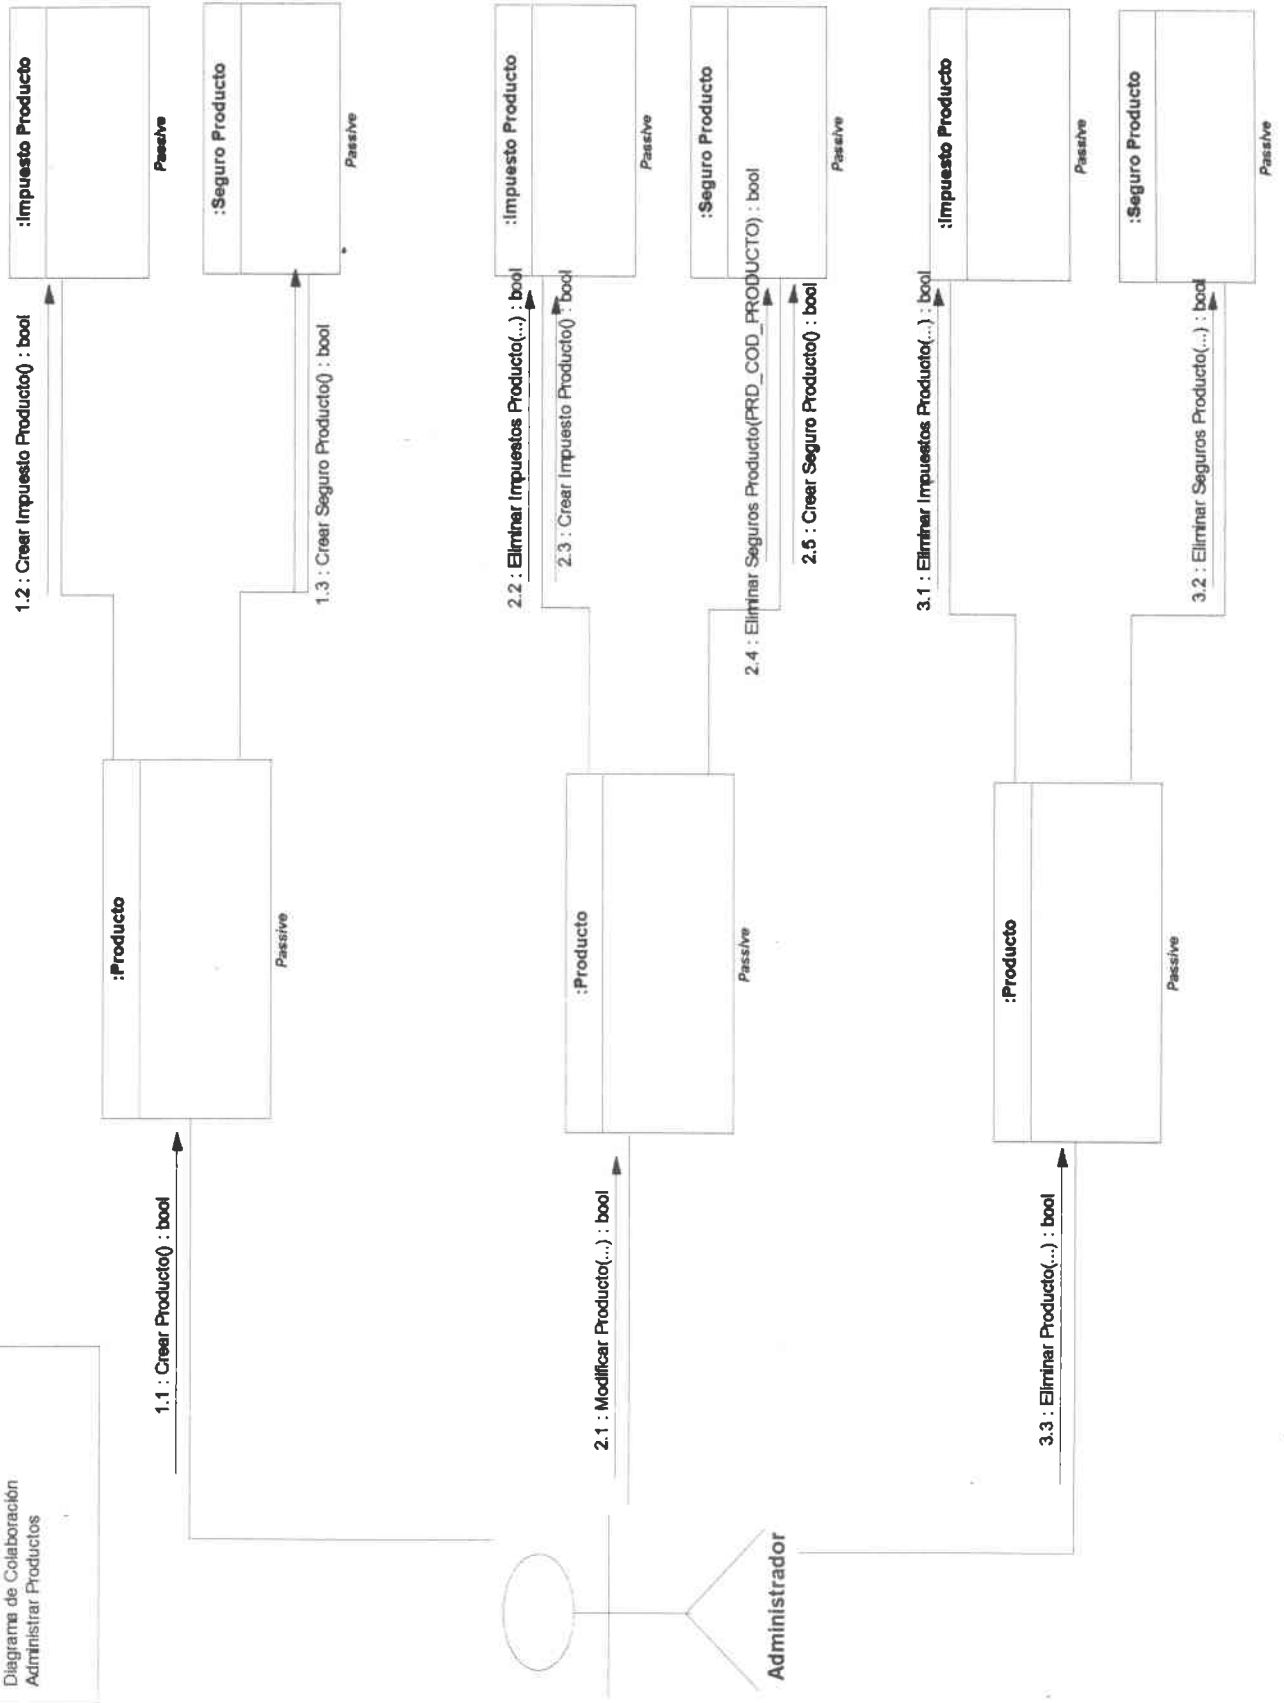 Diagrama de Colaboración
Administrar Productos
1.1 : Crear Producto() : bool
:Producto
Passive
1.2 : Crear Impuesto Producto() : bool
:Impuesto Producto
Passive
1.3 : Crear Seguro Producto() : bool
:Seguro Producto
Passive
Administrador
2.1 : Modificar Producto(...) : bool
:Producto
Passive
2.2 : Eliminar Impuestos Producto(...) : bool
2.3 : Crear Impuesto Producto() : bool
:Impuesto Producto
Passive
2.4 : Eliminar Seguros Producto(PRD_COD_PRODUCTO) : bool
2.5 : Crear Seguro Producto() : bool
:Seguro Producto
Passive
3.3 : Eliminar Producto(...) : bool
:Producto
Passive
3.1 : Eliminar Impuestos Producto(...) : bool
:Impuesto Producto
Passive
3.2 : Eliminar Seguros Producto(...) : bool
:Seguro Producto
Passive